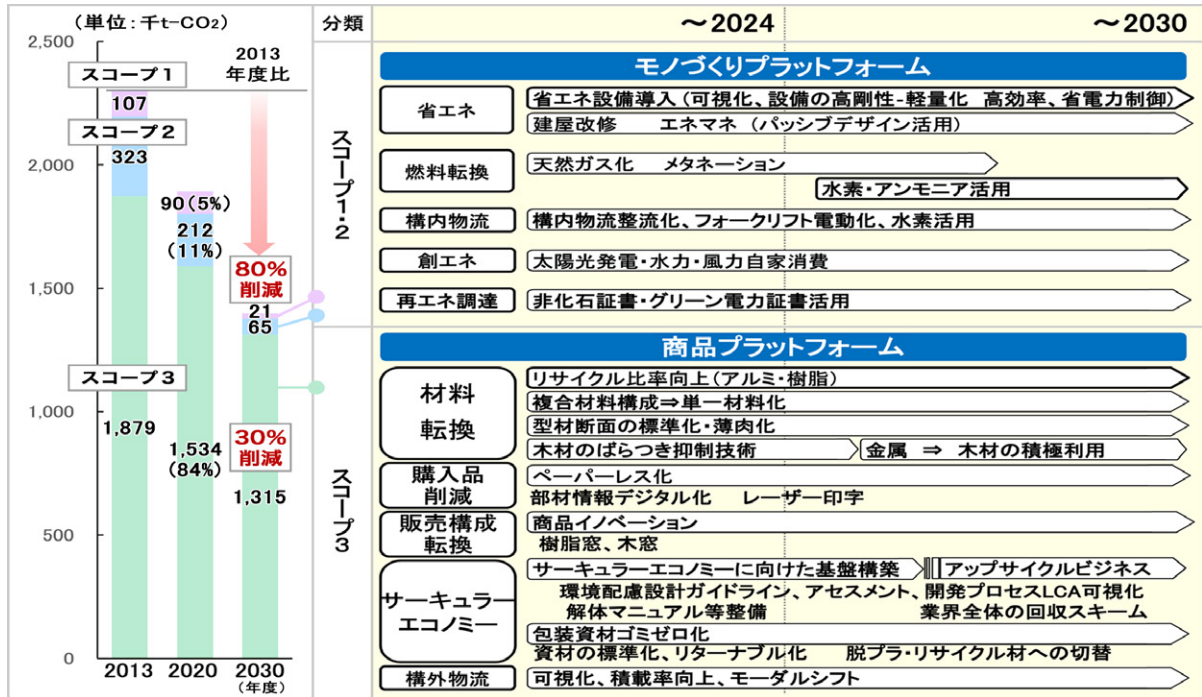 (単位:千t-CO₂)
2,500
2,000
1,500
1,000
500
0
2013
年度比
スコープ1
107
スコープ2
323
90(5%)
212
(11%)
80%
削減
21
65
スコープ3
1,879
1,534
(84%)
30%
削減
1,315
2013
2020
2030
(年度)
分類
~2024
~2030
スコープ1・2
モノづくりプラットフォーム
省エネ
省エネ設備導入(可視化、設備の高剛性-軽量化 高効率、省電力制御)
建屋改修 エネマネ (パッシブデザイン活用)
燃料転換
天然ガス化 メタネーション
水素・アンモニア活用
構内物流
構内物流整流化、フォークリフト電動化、水素活用
創エネ
太陽光発電・水力・風力自家消費
再エネ調達
非化石証書・グリーン電力証書活用
スコープ3
商品プラットフォーム
材料
転換
リサイクル比率向上(アルミ・樹脂)
複合材料構成⇒単一材料化
型材断面の標準化・薄肉化
木材のばらつき抑制技術
金属 ⇒ 木材の積極利用
購入品
削減
ペーパーレス化
部材情報デジタル化 レーザー印字
販売構成
転換
商品イノベーション
樹脂窓、木窓
サーキュラー
エコノミー
サーキュラーエコノミーに向けた基盤構築
アップサイクルビジネス
環境配慮設計ガイドライン、アセスメント、開発プロセスLCA可視化
解体マニュアル等整備 業界全体の回収スキーム
包装資材ゴミゼロ化
資材の標準化、リターナブル化 脱プラ・リサイクル材への切替
構外物流
可視化、積載率向上、モーダルシフト